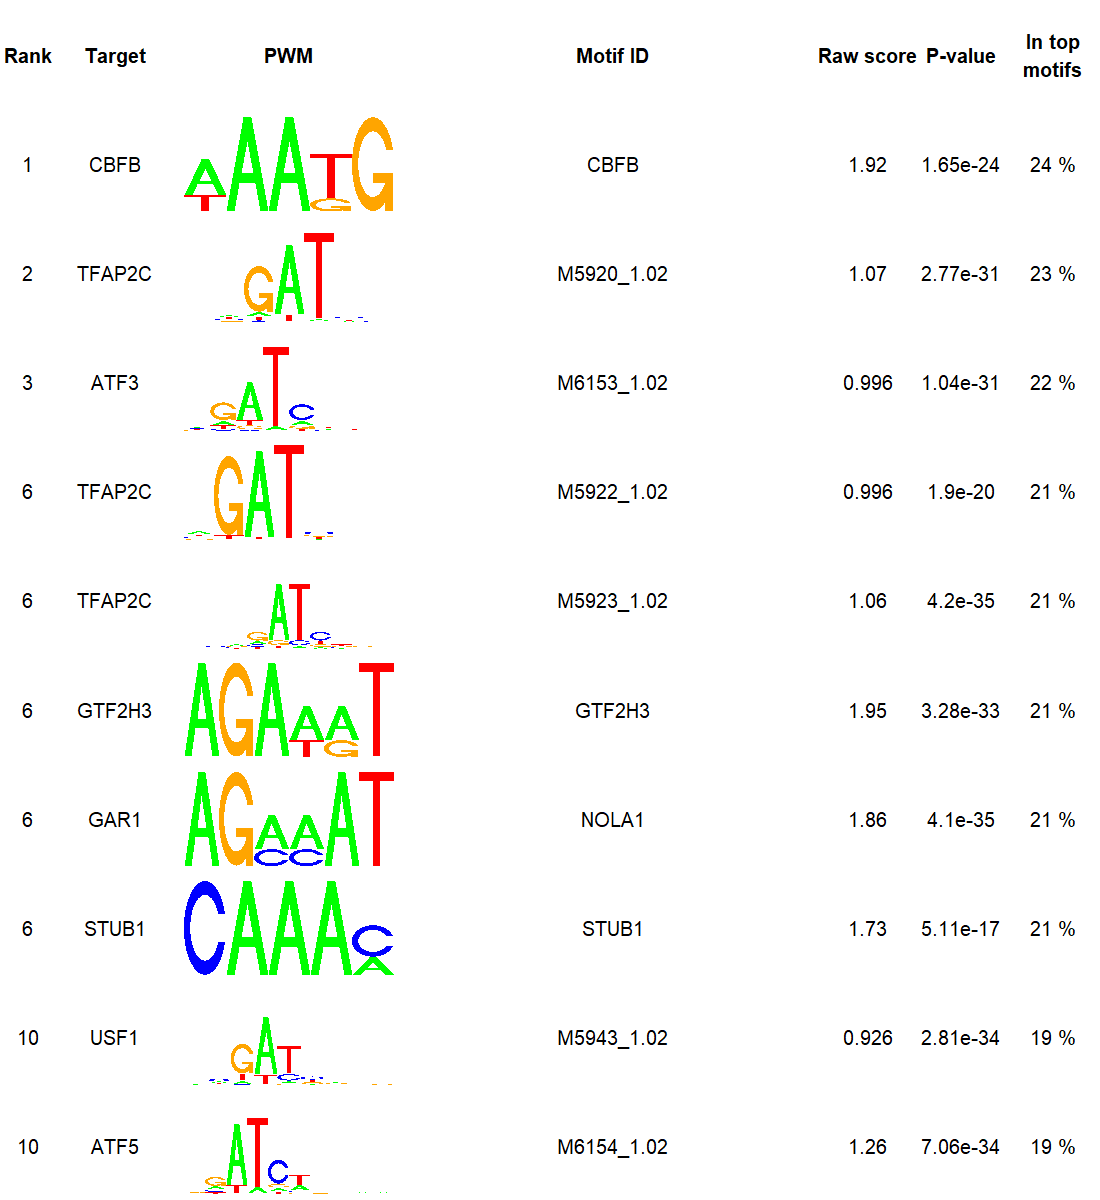 Rank Target PWM Motif ID Raw score P-value In top motifs
1 CBFB AAATG CBFB 1.92 1.65e-24 24 %
2 TFAP2C GAT M5920_1.02 1.07 2.77e-31 23 %
3 ATF3 GATC M6153_1.02 0.996 1.04e-31 22 %
6 TFAP2C GAT M5922_1.02 0.996 1.9e-20 21 %
6 TFAP2C GATC M5923_1.02 1.06 4.2e-35 21 %
6 GTF2H3 AGAAAT GTF2H3 1.95 3.28e-33 21 %
6 GAR1 AGAAAT NOLA1 1.86 4.1e-35 21 %
6 STUB1 CAAAC STUB1 1.73 5.11e-17 21 %
10 USF1 GAT M5943_1.02 0.926 2.81e-34 19 %
10 ATF5 GATCT M6154_1.02 1.26 7.06e-34 19 %